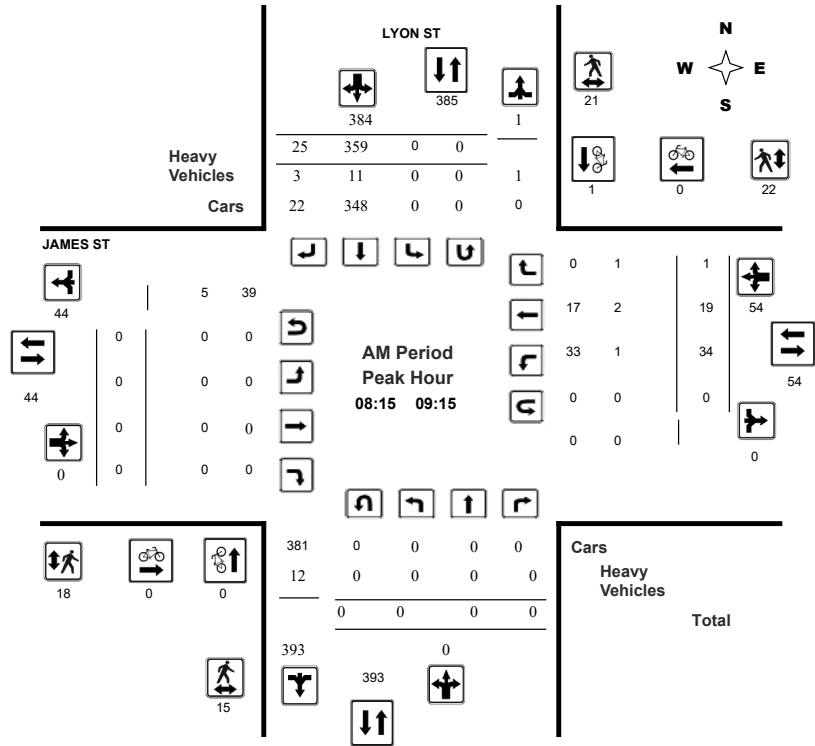 LYON ST
N
W E
S
385
21
384 1
25 359 0 0
Heavy
Vehicles
3 11 0 0 1
1 0 22
Cars
22 348 0 0 0
JAMES ST
0 1 1
44
5 39
54
17 2 19
0 0 0
AM Period
Peak Hour
33 1 34
0 0 0
54
44
08:15 09:15
0 0 0
0 0 0
0 0
0
0
0 0 0
381 0 0 0 0
Cars
12 0 0 0 0
Heavy
Vehicles
18 0 0
0 0 0 0
Total
393 0
393
15